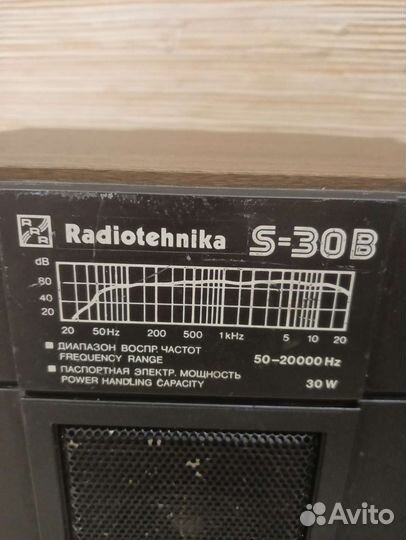 RRR Radiotehnika S-30B
dB
80
40
20
20 50Hz 200 500 1kHz 5 10 20
ДИАПАЗОН ВОСПР. ЧАСТОТ
FREQUENCY RANGE 50–20000 Hz
ПАСПОРТНАЯ ЭЛЕКТР. МОЩНОСТЬ
POWER HANDLING CAPACITY 30 W
Avito